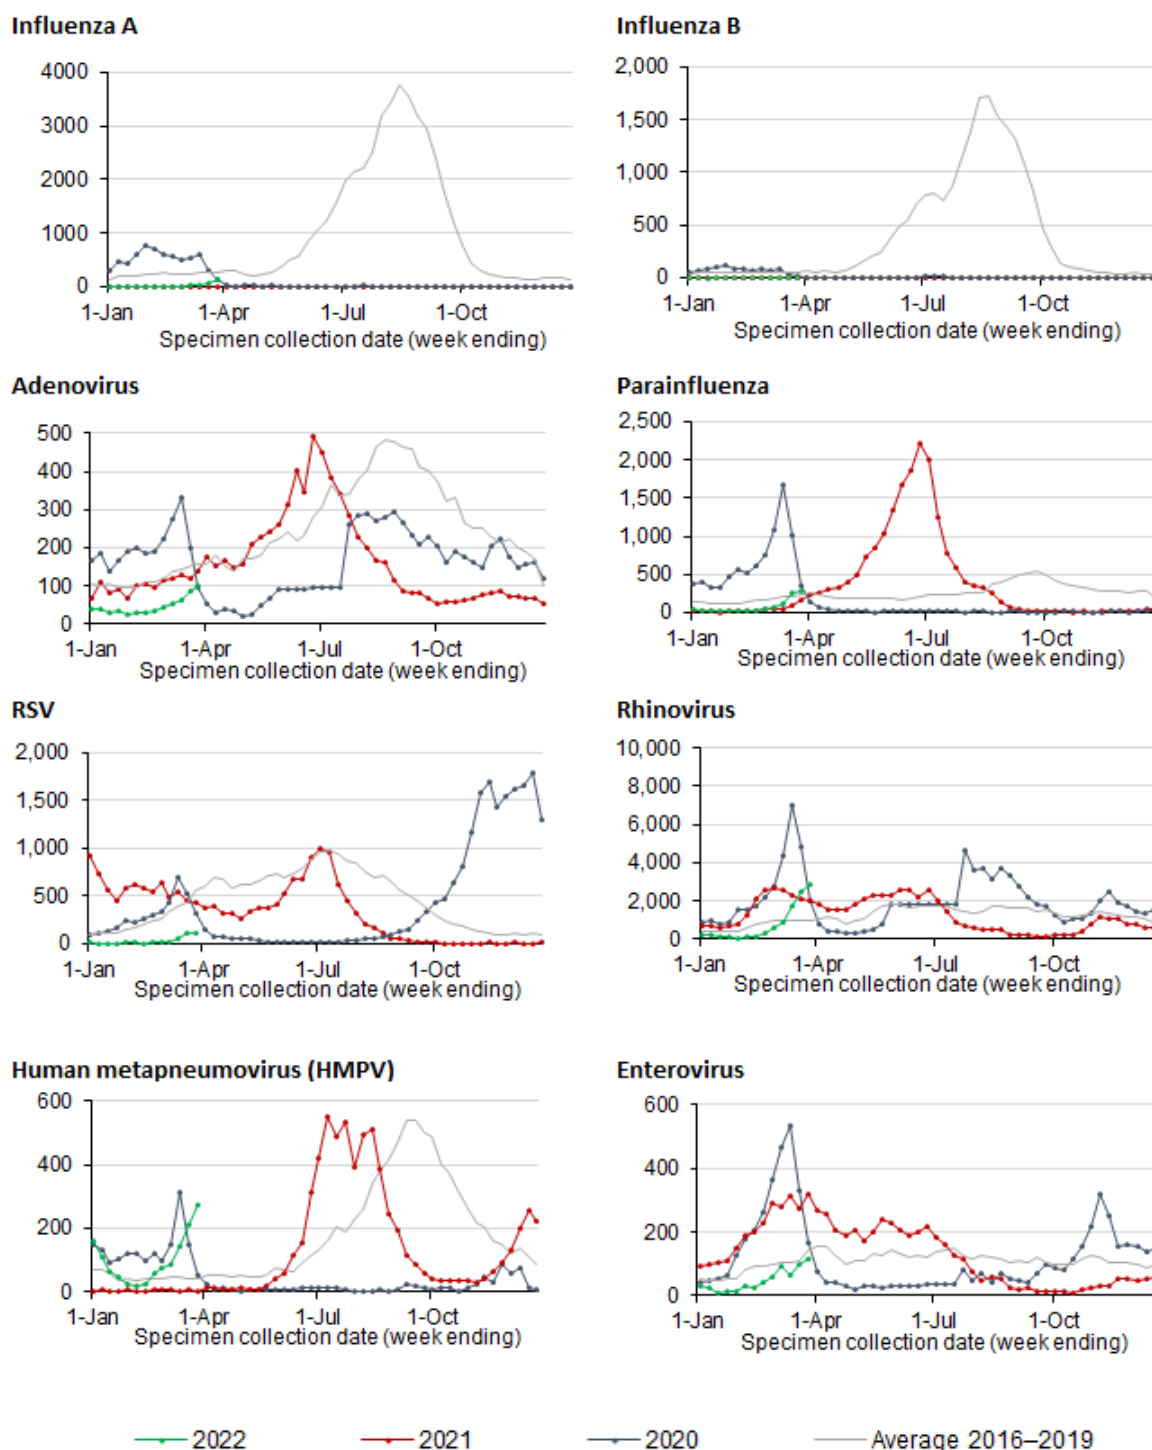 Influenza A
4000
3000
2000
1000
0
1-Jan 1-Apr 1-Jul 1-Oct
Specimen collection date (week ending)
Influenza B
2,000
1,500
1,000
500
0
1-Jan 1-Apr 1-Jul 1-Oct
Specimen collection date (week ending)
Adenovirus
500
400
300
200
100
0
1-Jan 1-Apr 1-Jul 1-Oct
Specimen collection date (week ending)
Parainfluenza
2,500
2,000
1,500
1,000
500
0
1-Jan 1-Apr 1-Jul 1-Oct
Specimen collection date (week ending)
RSV
2,000
1,500
1,000
500
0
1-Jan 1-Apr 1-Jul 1-Oct
Specimen collection date (week ending)
Rhinovirus
10,000
8,000
6,000
4,000
2,000
0
1-Jan 1-Apr 1-Jul 1-Oct
Specimen collection date (week ending)
Human metapneumovirus (HMPV)
600
400
200
0
1-Jan 1-Apr 1-Jul 1-Oct
Specimen collection date (week ending)
Enterovirus
600
400
200
0
1-Jan 1-Apr 1-Jul 1-Oct
Specimen collection date (week ending)
2022 2021 2020 Average 2016–2019